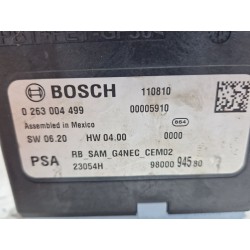 BOSCH 110810
0 263 004 499 00005910
Assembled in Mexico 864
SW 06.20 HW 04.00 0000
PSA RB_SAM_G4NEC_CEM02
23054H 98000 945 80